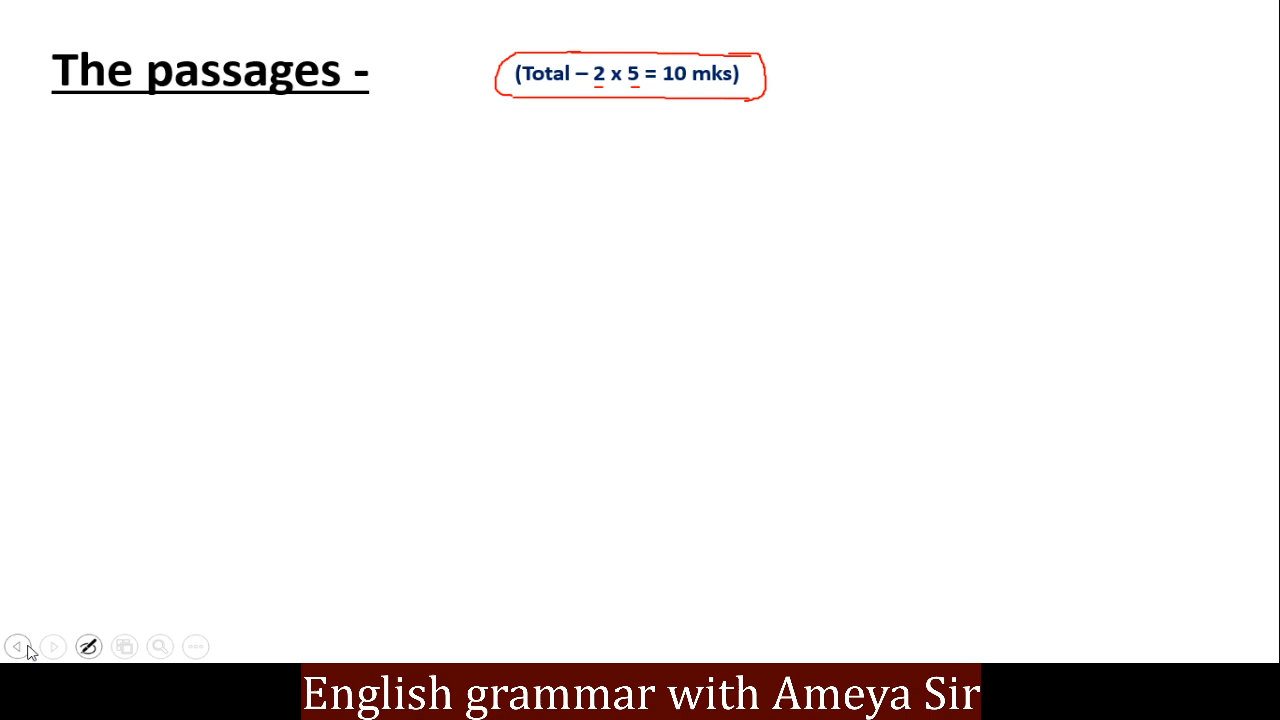 The passages -
(Total – 2 x 5 = 10 mks)
English grammar with Ameya Sir